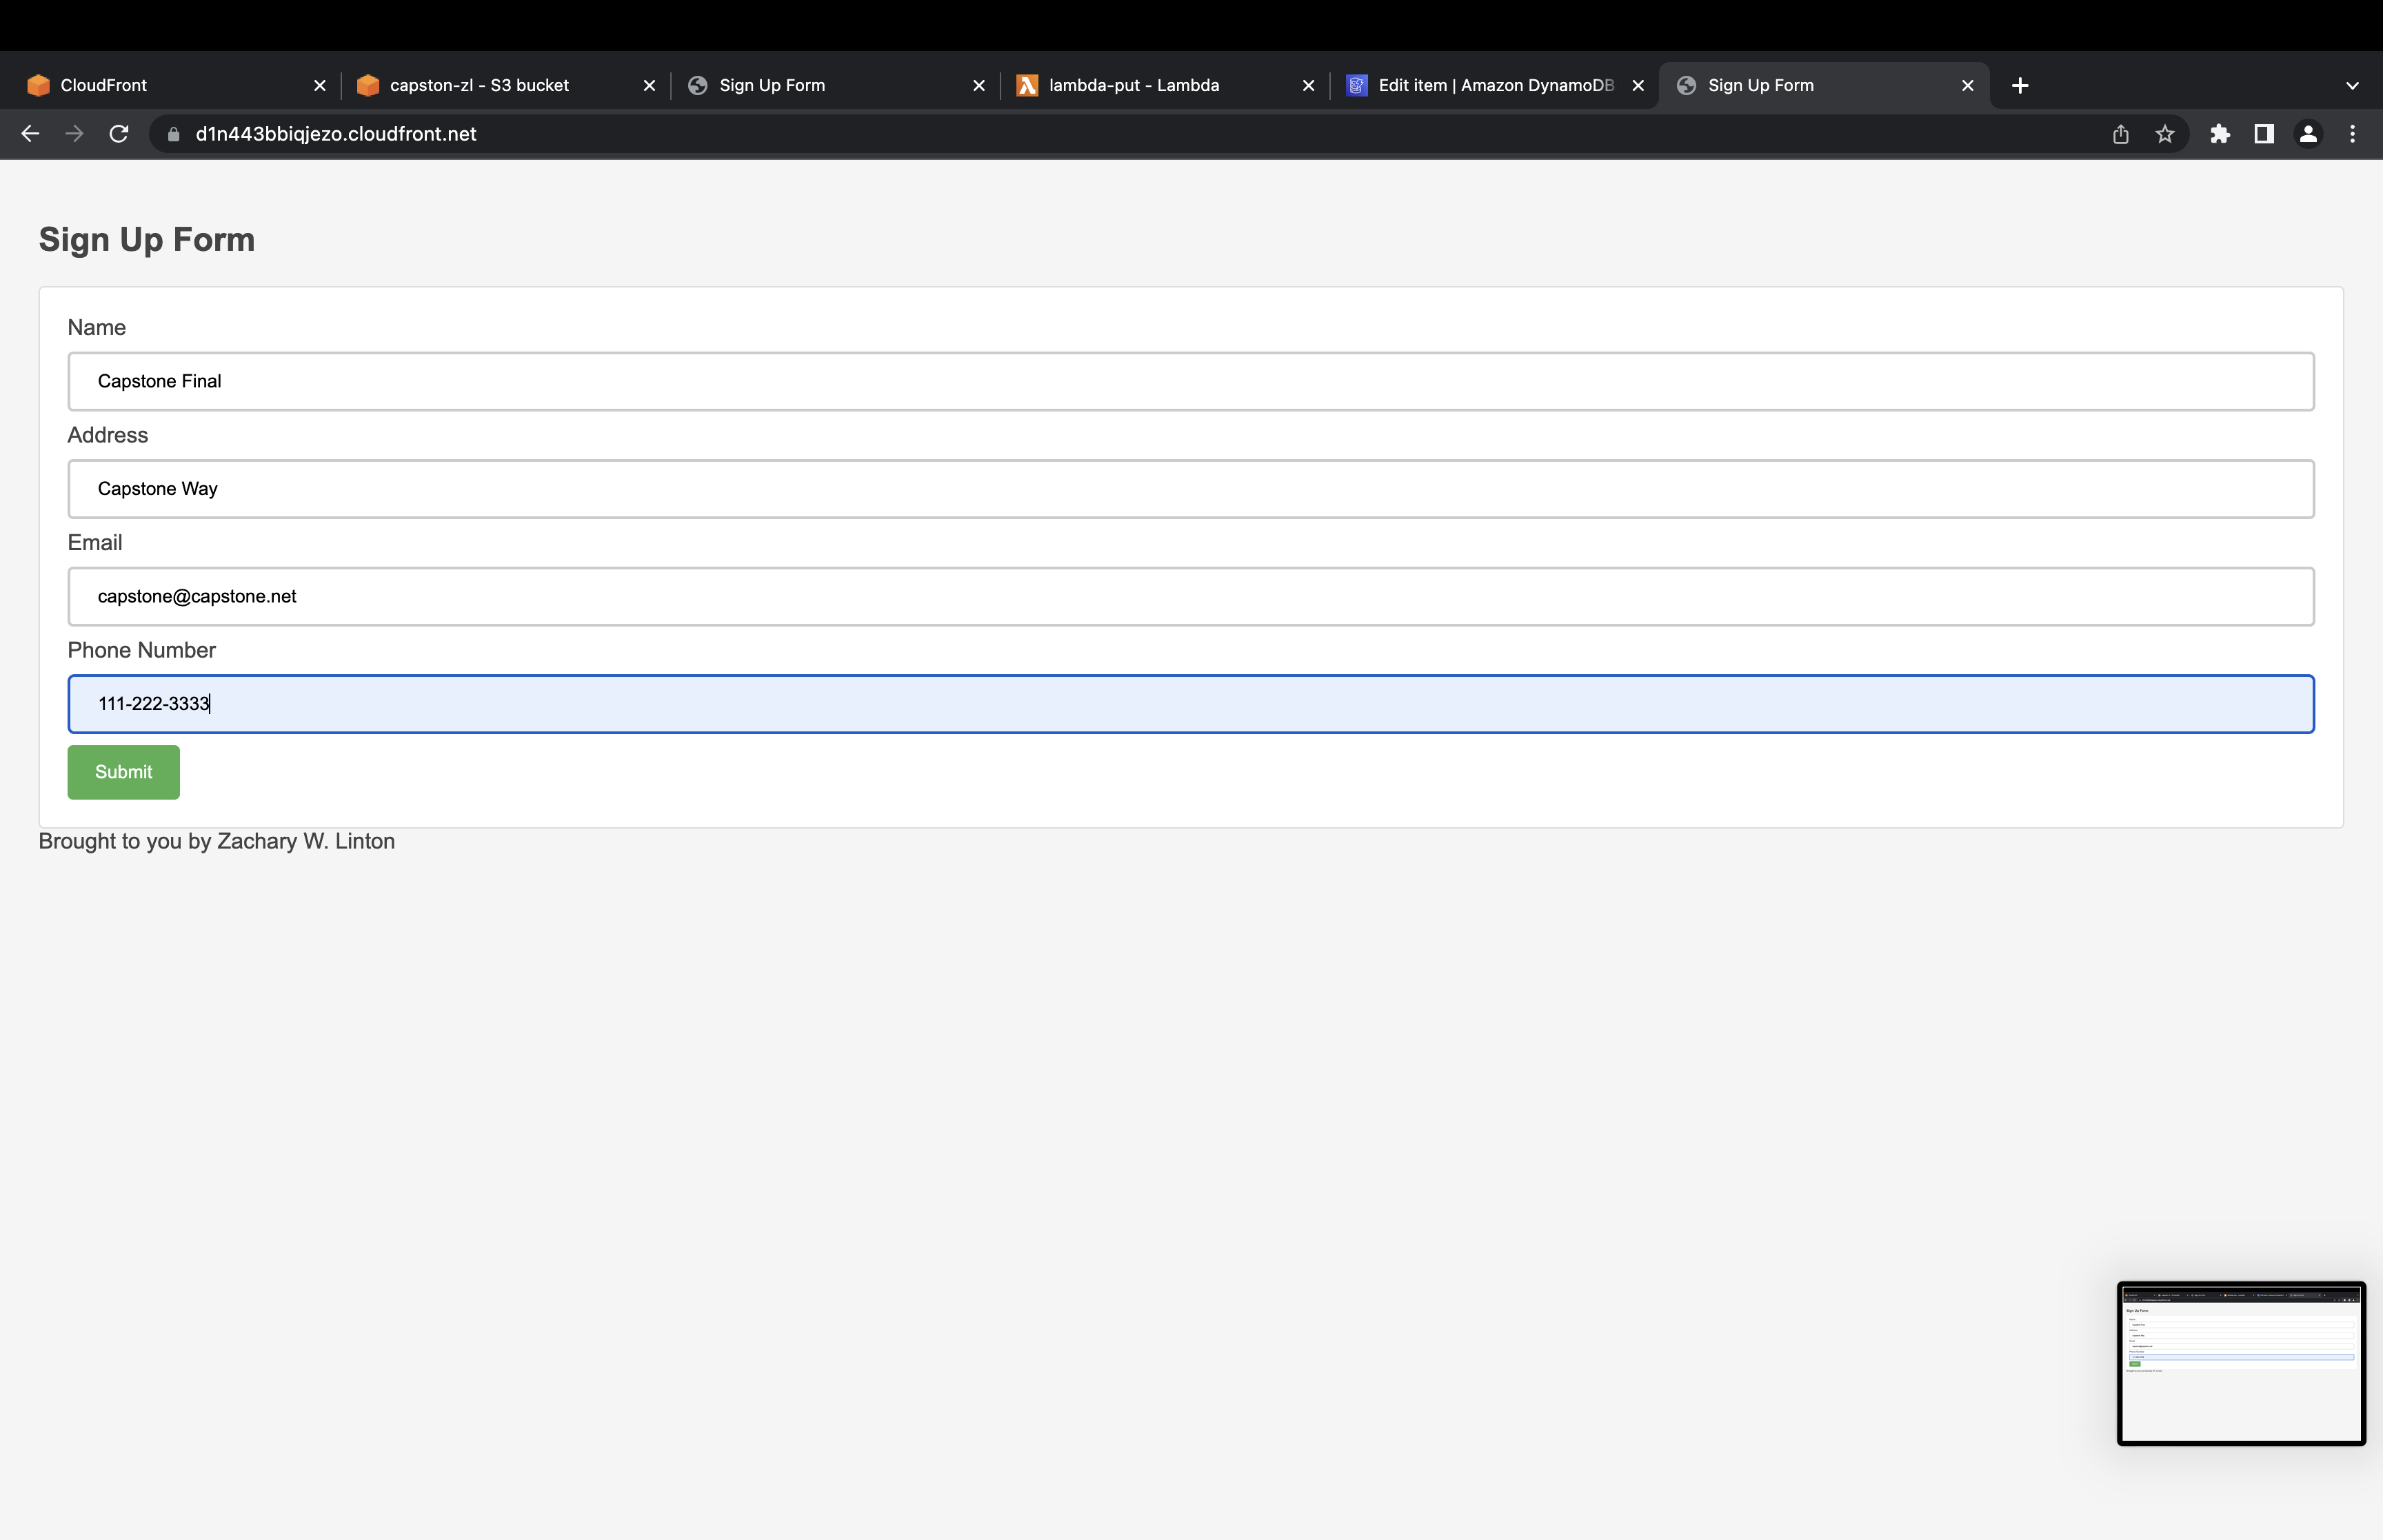 CloudFront
capston-zl - S3 bucket
Sign Up Form
lambda-put - Lambda
Edit item | Amazon DynamoDB
Sign Up Form
d1n443bbiqjezo.cloudfront.net
Sign Up Form
Name
Capstone Final
Address
Capstone Way
Email
capstone@capstone.net
Phone Number
111-222-3333
Submit
Brought to you by Zachary W. Linton